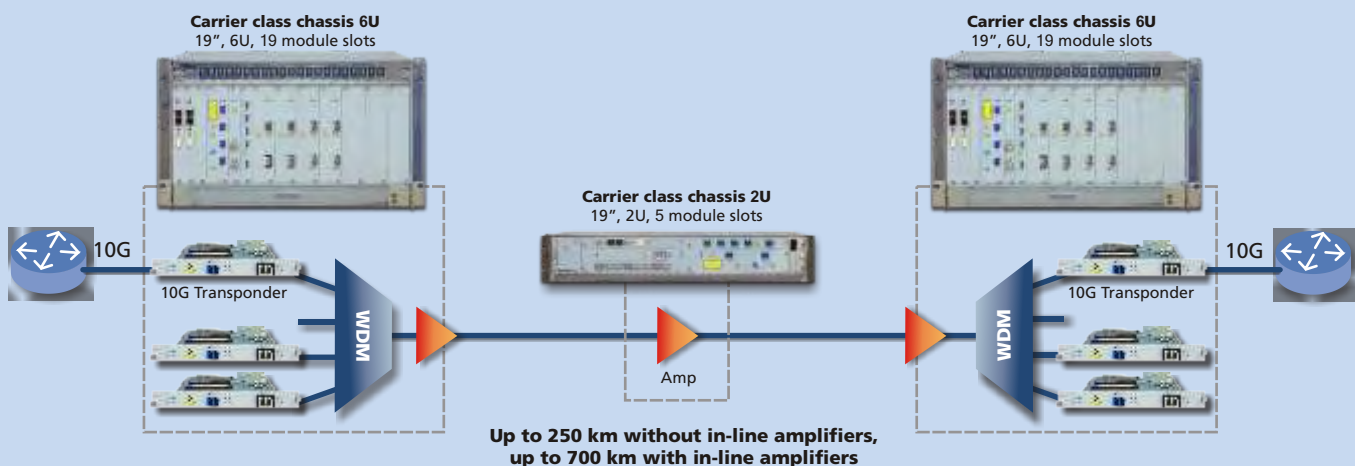 Carrier class chassis 6U
19”, 6U, 19 module slots
Carrier class chassis 6U
19”, 6U, 19 module slots
Carrier class chassis 2U
19”, 2U, 5 module slots
10G
10G Transponder
WDM
Amp
WDM
10G Transponder
10G
Up to 250 km without in-line amplifiers,
up to 700 km with in-line amplifiers